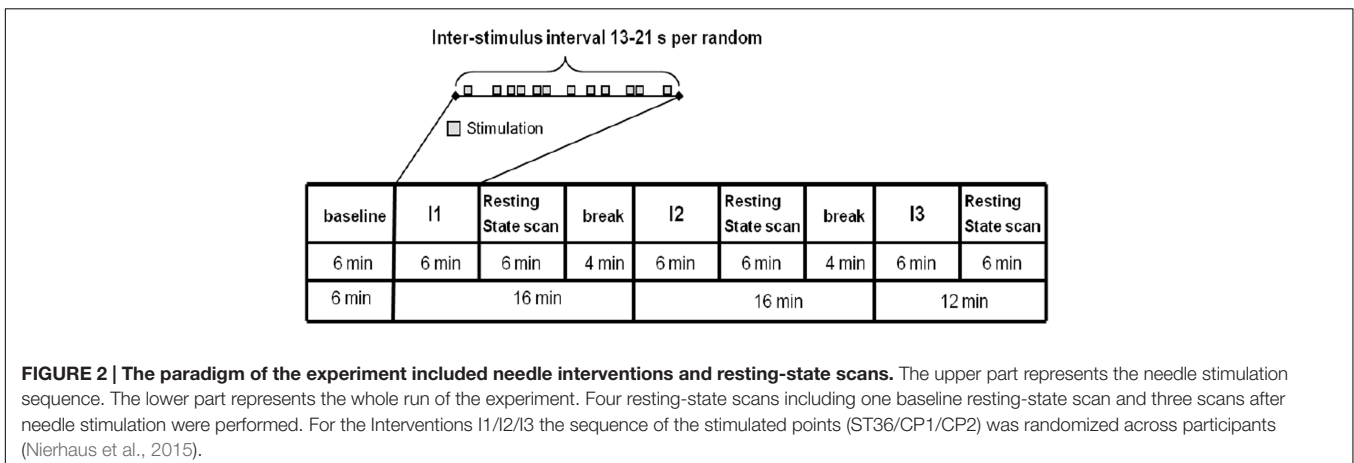 Inter-stimulus interval 13-21 s per random
Stimulation
baseline I1 Resting State scan break I2 Resting State scan break I3 Resting State scan
6 min 6 min 6 min 4 min 6 min 6 min 4 min 6 min 6 min
6 min 16 min 16 min 12 min
FIGURE 2 | The paradigm of the experiment included needle interventions and resting-state scans. The upper part represents the needle stimulation
sequence. The lower part represents the whole run of the experiment. Four resting-state scans including one baseline resting-state scan and three scans after
needle stimulation were performed. For the Interventions I1/I2/I3 the sequence of the stimulated points (ST36/CP1/CP2) was randomized across participants
(Nierhaus et al., 2015).